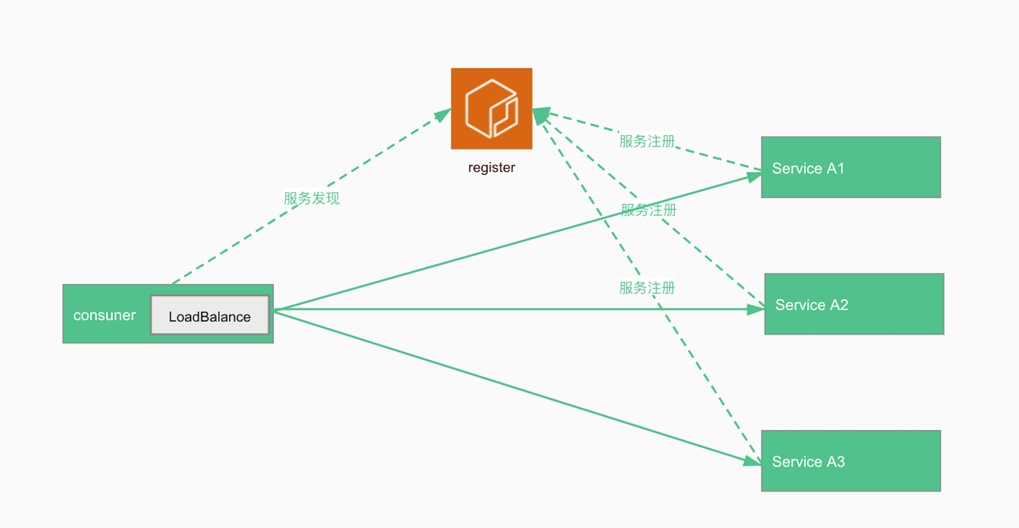 register
服务注册
Service A1
服务发现
服务注册
服务注册
Service A2
consuner
LoadBalance
Service A3